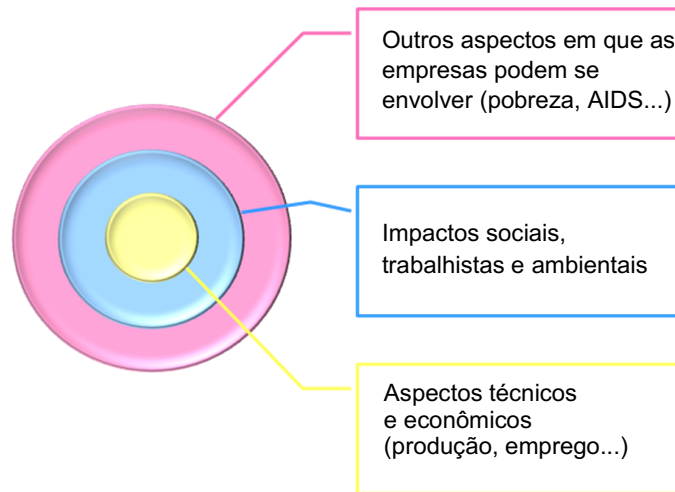 Outros aspectos em que as
empresas podem se
envolver (pobreza, AIDS...)
Impactos sociais,
trabalhistas e ambientais
Aspectos técnicos
e econômicos
(produção, emprego...)